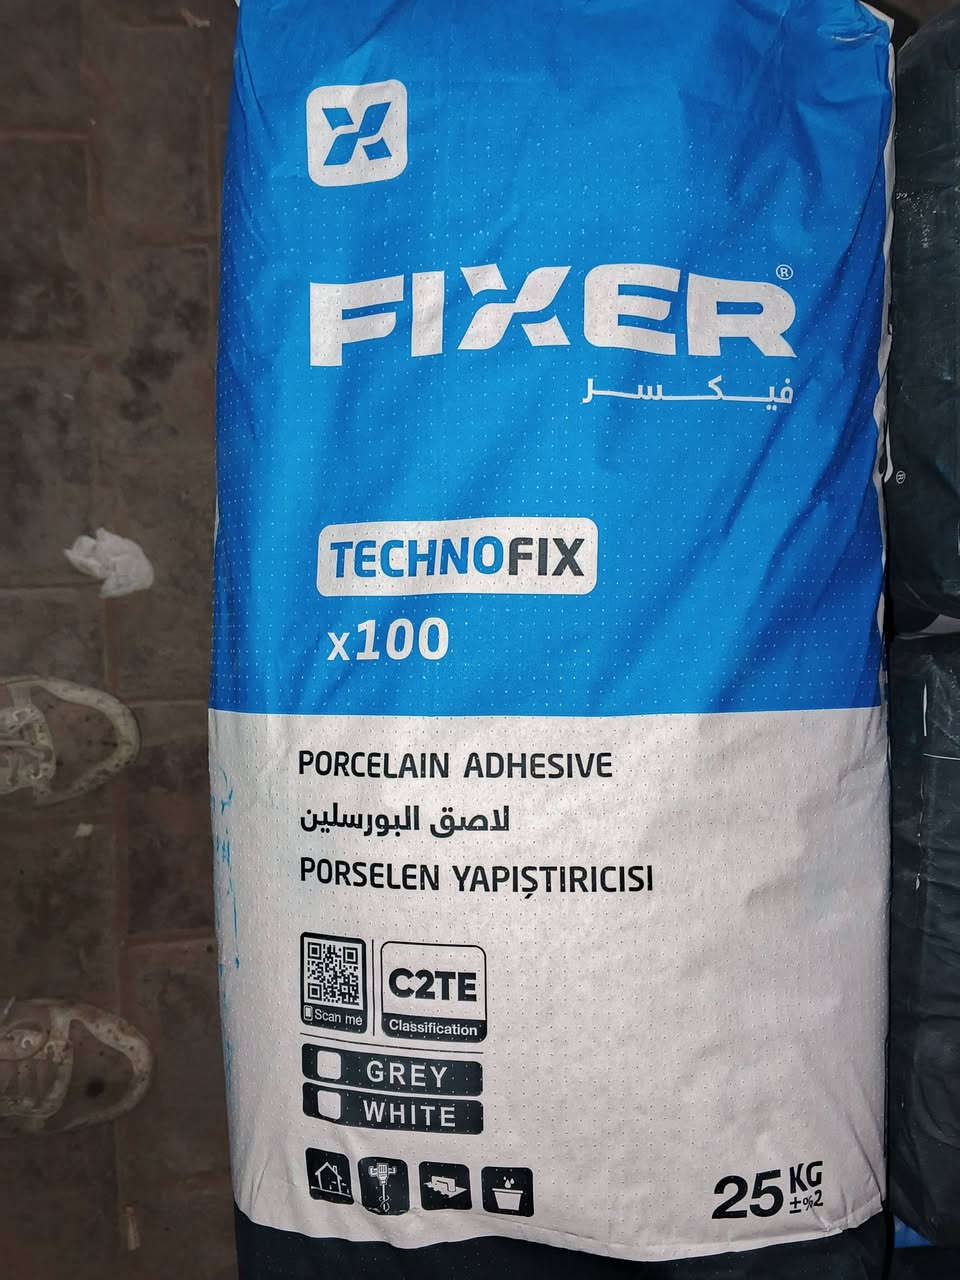 FIXER®
فيكسر
TECHNOFIX
x100
PORCELAIN ADHESIVE
لاصق البورسلين
PORSELEN YAPIŞTIRICISI
Scan me
C2TE
Classification
GREY
WHITE
25 KG
±%2
®